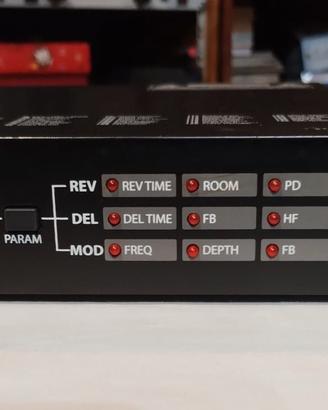 REV REV TIME ROOM PD
DEL DEL TIME FB HF
PARAM
MOD FREQ DEPTH FB